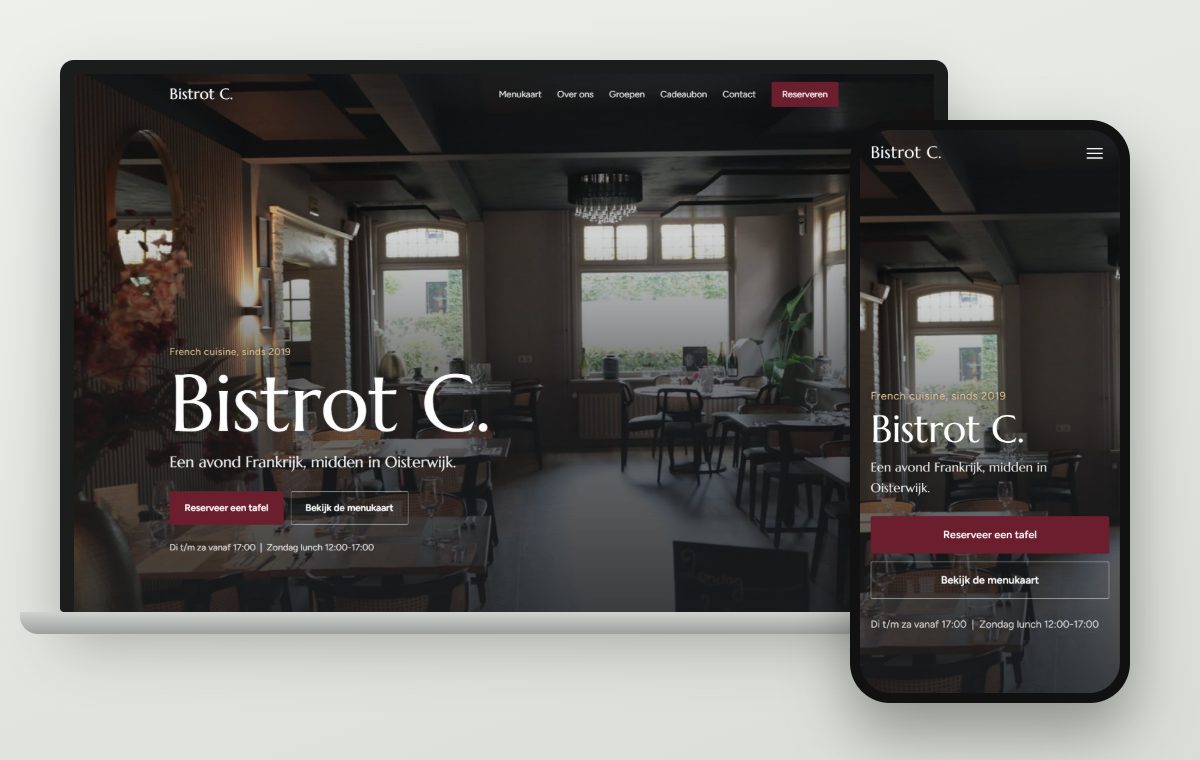 Bistrot C.
Menukaart Over ons Groepen Cadeaubon Contact Reserveren
French cuisine, sinds 2019
Bistrot C.
Een avond Frankrijk, midden in Oisterwijk.
Reserveer een tafel Bekijk de menukaart
Di t/m za vanaf 17:00 | Zondag lunch 12:00-17:00
Bistrot C.
French cuisine, sinds 2019
Bistrot C.
Een avond Frankrijk, midden in
Oisterwijk.
Reserveer een tafel
Bekijk de menukaart
Di t/m za vanaf 17:00 | Zondag lunch 12:00-17:00